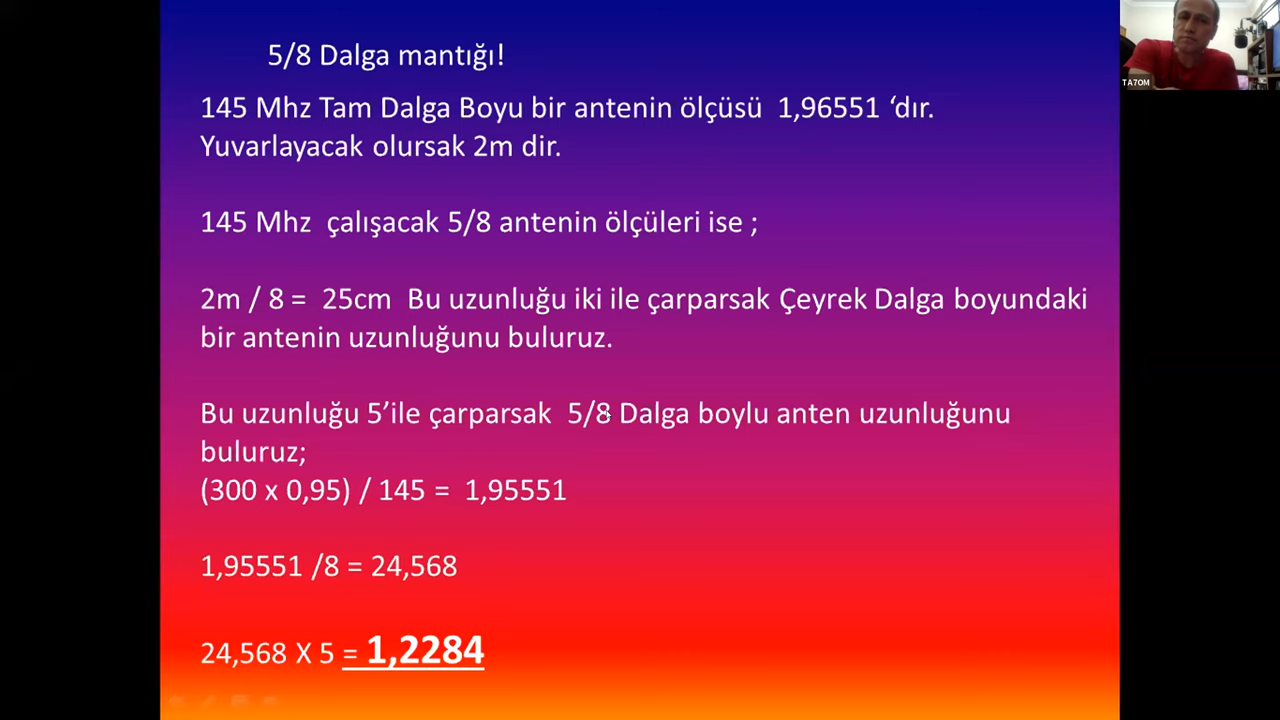 5/8 Dalga mantığı!
145 Mhz Tam Dalga Boyu bir antenin ölçüsü 1,96551 ‘dır.
Yuvarlayacak olursak 2m dir.
145 Mhz çalışacak 5/8 antenin ölçüleri ise ;
2m / 8 = 25cm Bu uzunluğu iki ile çarparsak Çeyrek Dalga boyundaki
bir antenin uzunluğunu buluruz.
Bu uzunluğu 5’ile çarparsak 5/8 Dalga boylu anten uzunluğunu
buluruz;
(300 x 0,95) / 145 = 1,95551
1,95551 /8 = 24,568
24,568 X 5 = 1,2284
TA7OM